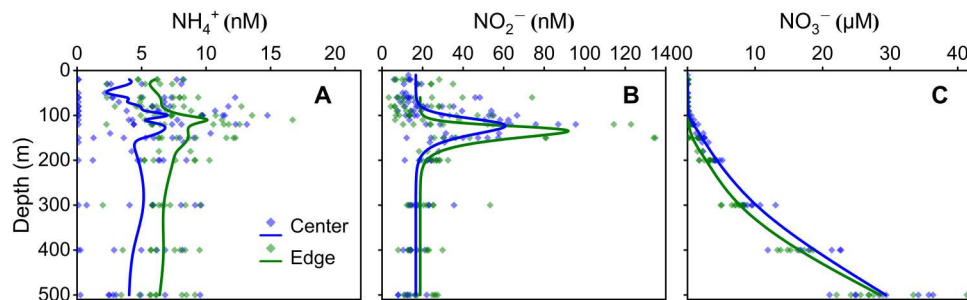 NH₄⁺ (nM)
NO₂⁻ (nM)
NO₃⁻ (µM)
0 5 10 15 20
0 20 40 60 80 100 120 140
0 10 20 30 40
Depth (m)
0
100
200
300
400
500
A
B
C
Center
Edge